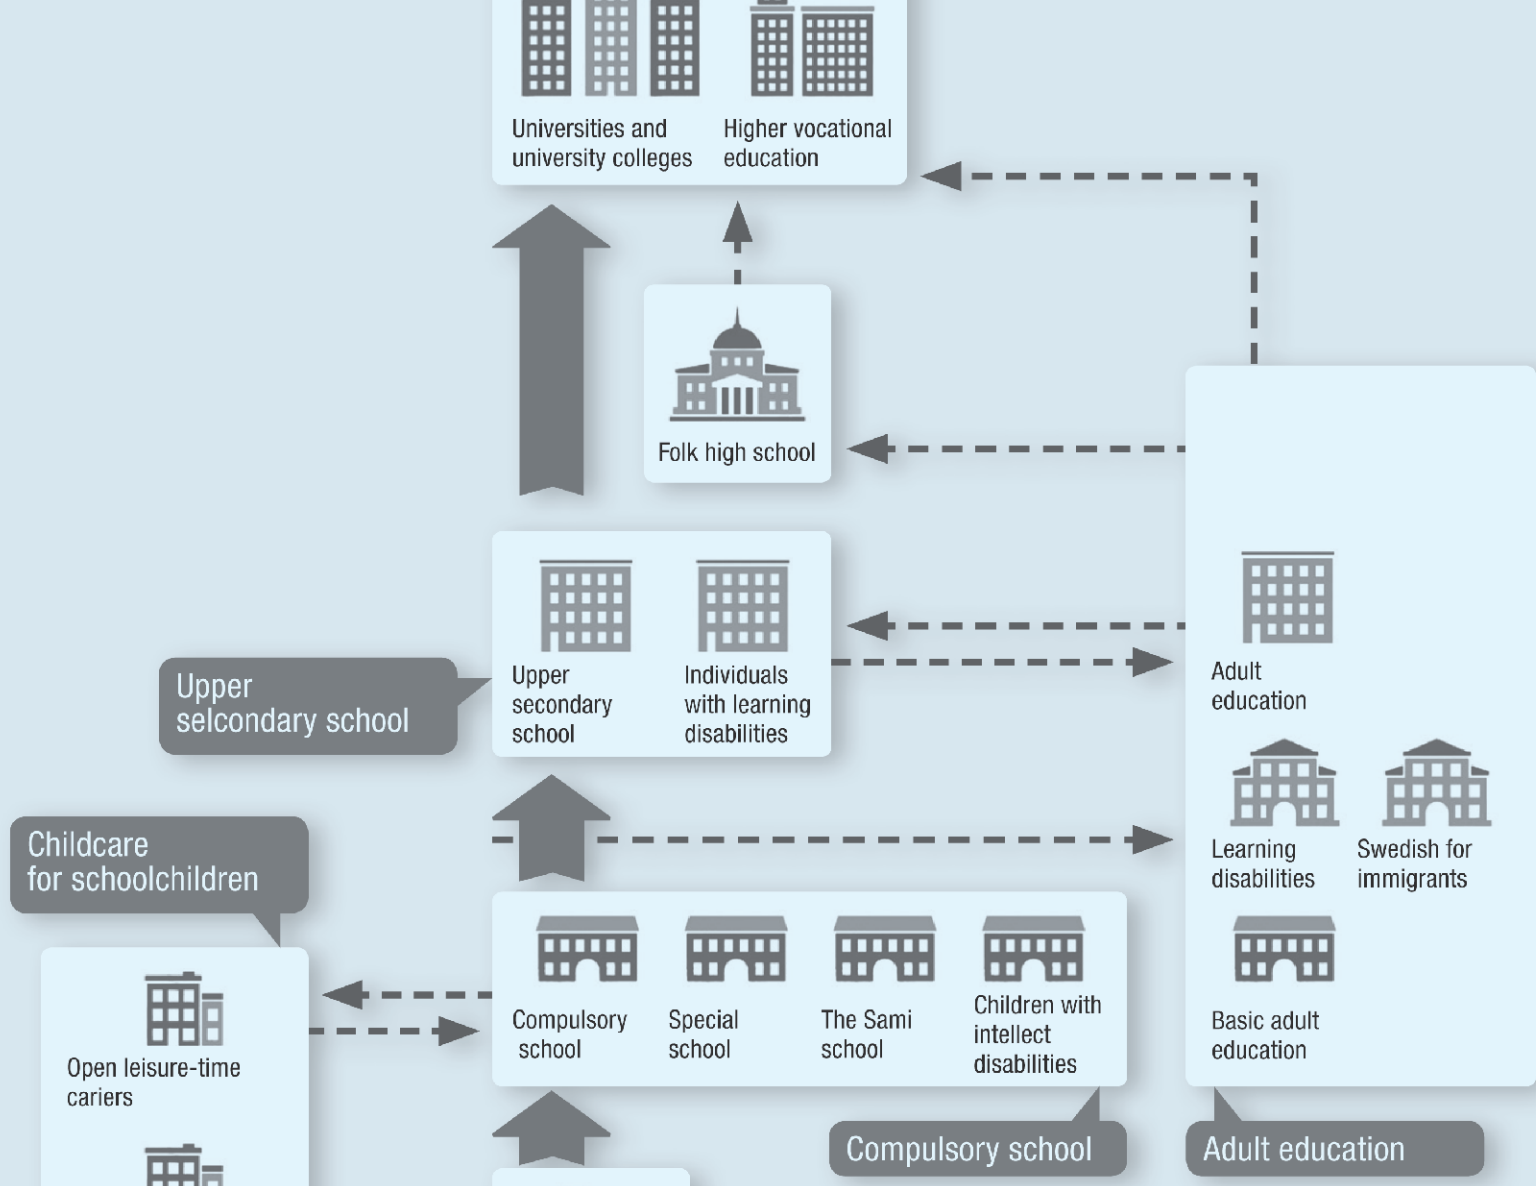 Universities and
university colleges
Higher vocational
education
Folk high school
Upper
selcondary school
Upper
secondary
school
Individuals
with learning
disabilities
Adult
education
Learning
disabilities
Swedish for
immigrants
Basic adult
education
Childcare
for schoolchildren
Open leisure-time
cariers
Compulsory
school
Special
school
The Sami
school
Children with
intellect
disabilities
Compulsory school
Adult education